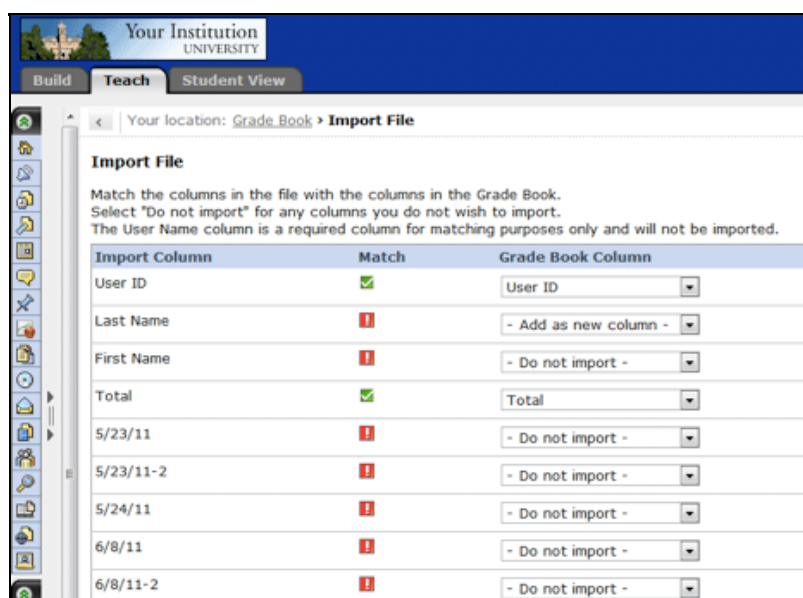 Your Institution
UNIVERSITY
Build Teach Student View
Your location: Grade Book › Import File
Import File
Match the columns in the file with the columns in the Grade Book.
Select "Do not import" for any columns you do not wish to import.
The User Name column is a required column for matching purposes only and will not be imported.
Import Column Match Grade Book Column
User ID User ID
Last Name - Add as new column -
First Name - Do not import -
Total Total
5/23/11 - Do not import -
5/23/11-2 - Do not import -
5/24/11 - Do not import -
6/8/11 - Do not import -
6/8/11-2 - Do not import -